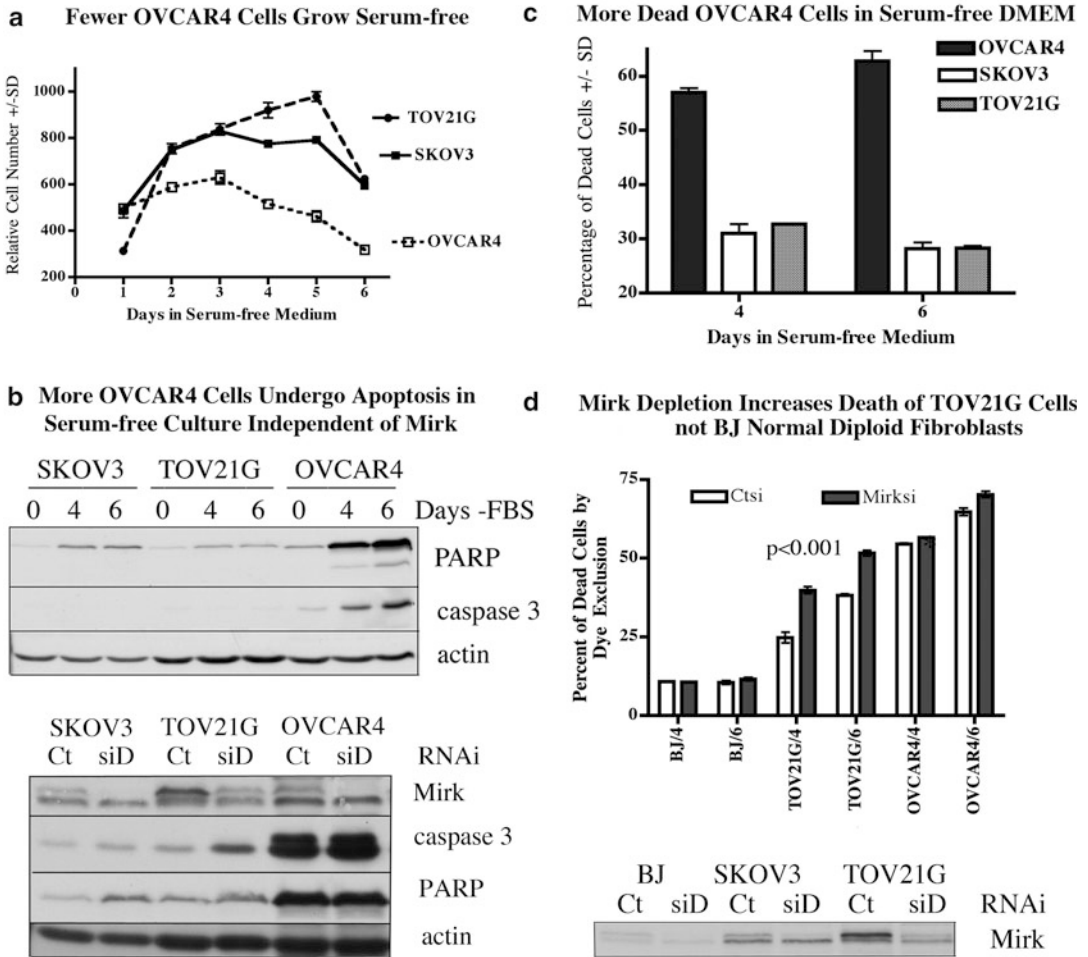 a Fewer OVCAR4 Cells Grow Serum-free
Relative Cell Number +/-SD
1000
800
600
400
200
0 1 2 3 4 5 6
Days in Serum-free Medium
TOV21G
SKOV3
OVCAR4
b More OVCAR4 Cells Undergo Apoptosis in
Serum-free Culture Independent of Mirk
SKOV3 TOV21G OVCAR4
0 4 6 0 4 6 0 4 6 Days -FBS
PARP
caspase 3
actin
SKOV3 TOV21G OVCAR4
Ct siD Ct siD Ct siD RNAi
Mirk
caspase 3
PARP
actin
c More Dead OVCAR4 Cells in Serum-free DMEM
Percentage of Dead Cells +/- SD
60
50
40
30
20
4 6
Days in Serum-free Medium
OVCAR4
SKOV3
TOV21G
d Mirk Depletion Increases Death of TOV21G Cells
not BJ Normal Diploid Fibroblasts
Percent of Dead Cells by
Dye Exclusion
75
50
25
0
Ctsi Mirksi
p<0.001
BJ/4
BJ/6
TOV21G/4
TOV21G/6
OVCAR4/4
OVCAR4/6
BJ SKOV3 TOV21G
Ct siD Ct siD Ct siD RNAi
Mirk